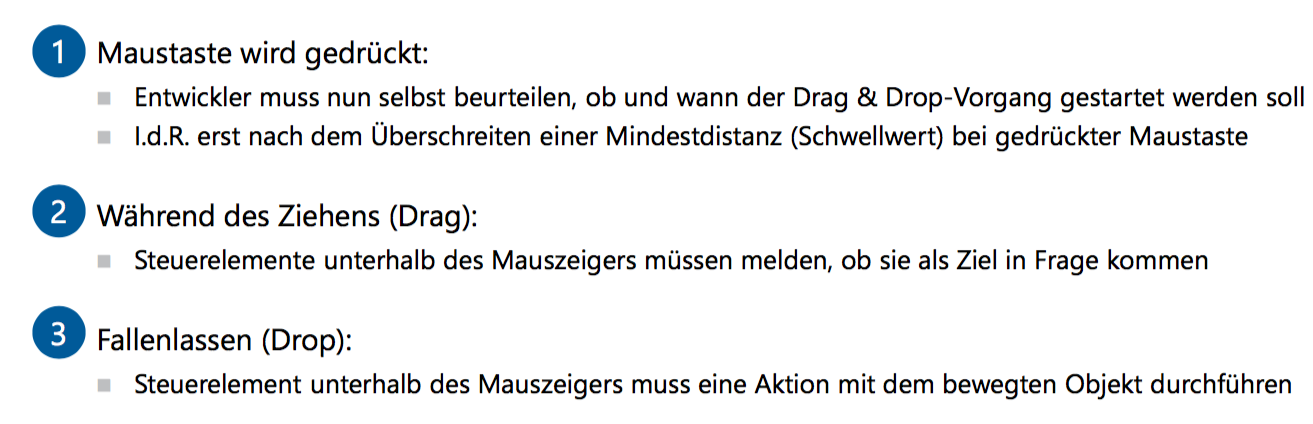 1 Maustaste wird gedrückt:
Entwickler muss nun selbst beurteilen, ob und wann der Drag & Drop-Vorgang gestartet werden soll
I.d.R. erst nach dem Überschreiten einer Mindestdistanz (Schwellwert) bei gedrückter Maustaste
2 Während des Ziehens (Drag):
Steuerelemente unterhalb des Mauszeigers müssen melden, ob sie als Ziel in Frage kommen
3 Fallenlassen (Drop):
Steuerelement unterhalb des Mauszeigers muss eine Aktion mit dem bewegten Objekt durchführen